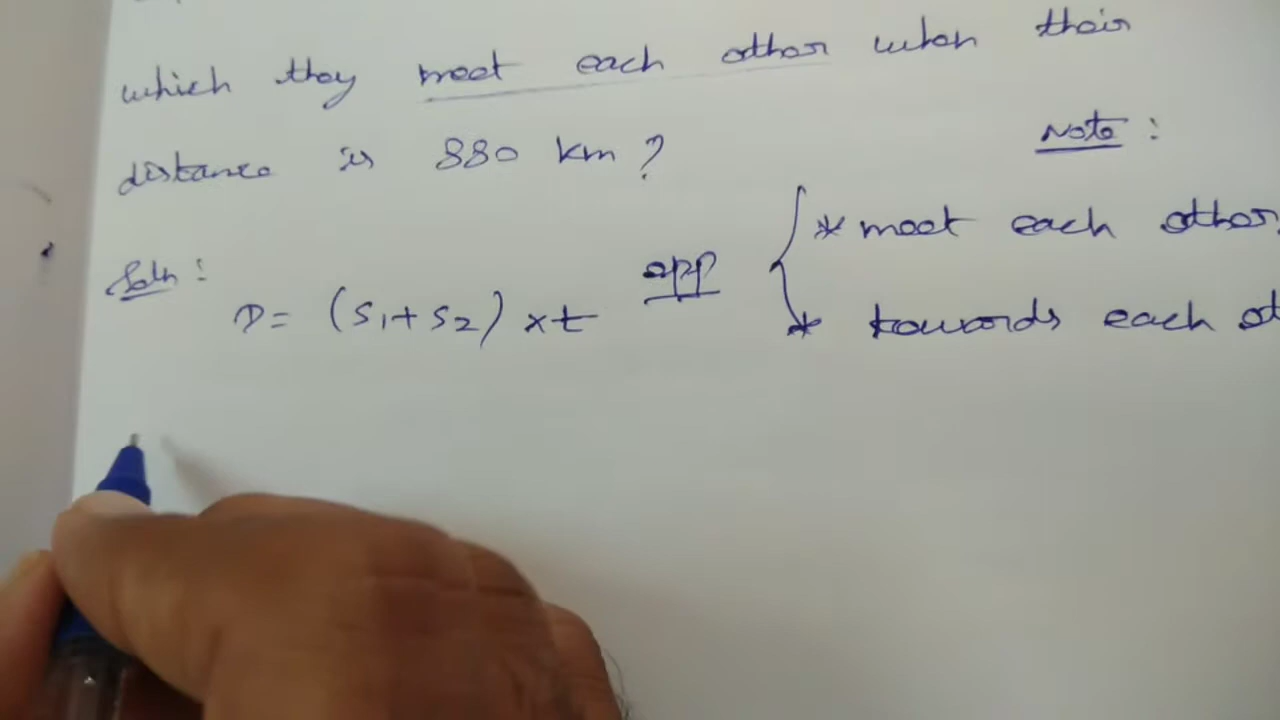 which they meet each other when their
distance is 880 km?
Note:
* meet each other.
Soln:
D = (S1 + S2) × t
opp
* towards each ot